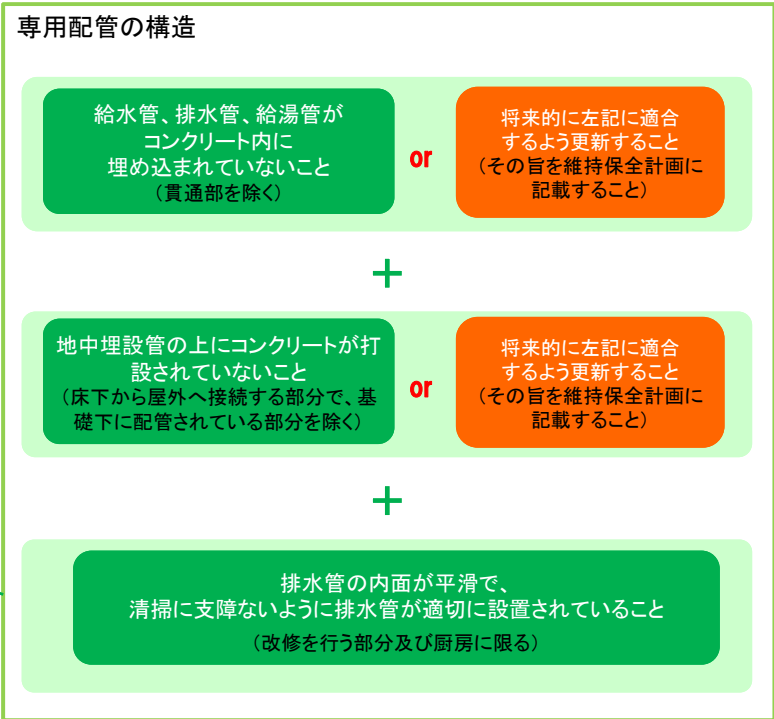 専用配管の構造
給水管、排水管、給湯管が
コンクリート内に
埋め込まれていないこと
（貫通部を除く）
or
将来的に左記に適合
するよう更新すること
（その旨を維持保全計画に
記載すること）
＋
地中埋設管の上にコンクリートが打
設されていないこと
（床下から屋外へ接続する部分で、基
礎下に配管されている部分を除く）
or
将来的に左記に適合
するよう更新すること
（その旨を維持保全計画に
記載すること）
＋
排水管の内面が平滑で、
清掃に支障ないように排水管が適切に設置されていること
（改修を行う部分及び厨房に限る）